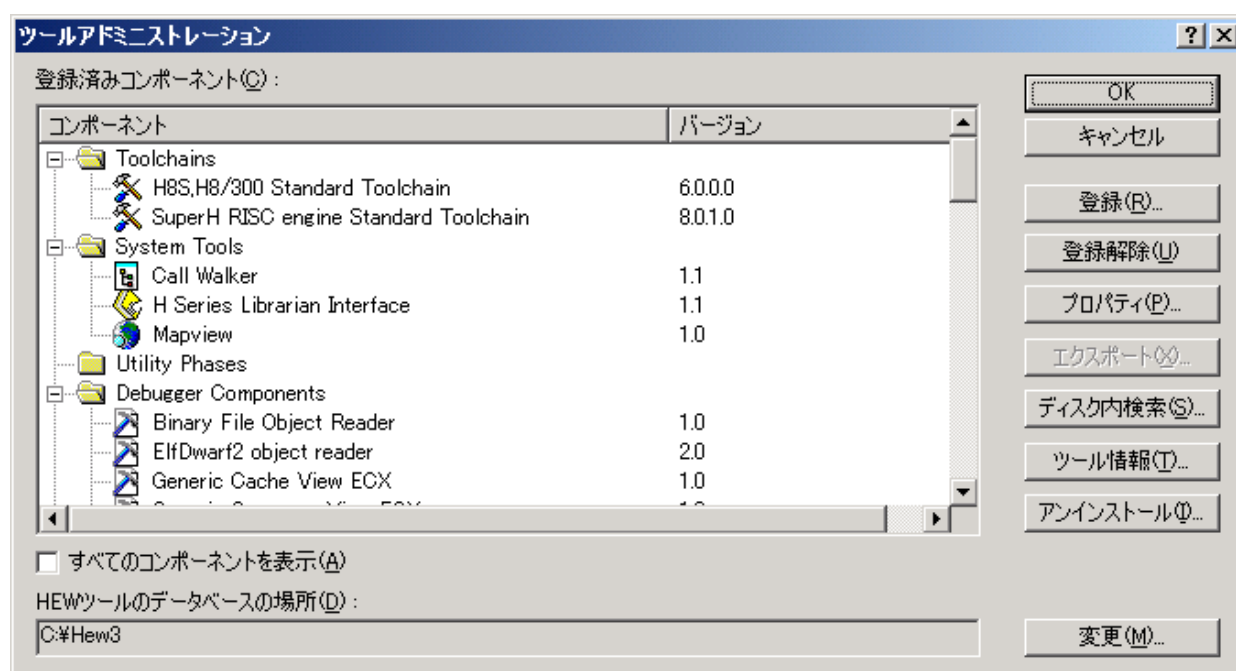 ツールアドミニストレーション
登録済みコンポーネント(C):
コンポーネント バージョン
Toolchains
H8S,H8/300 Standard Toolchain 6.0.0.0
SuperH RISC engine Standard Toolchain 8.0.1.0
System Tools
Call Walker 1.1
H Series Librarian Interface 1.1
Mapview 1.0
Utility Phases
Debugger Components
Binary File Object Reader 1.0
ElfDwarf2 object reader 2.0
Generic Cache View ECX 1.0
すべてのコンポーネントを表示(A)
HEWツールのデータベースの場所(D):
C:¥Hew3
OK
キャンセル
登録(R)...
登録解除(U)
プロパティ(P)...
エクスポート(X)...
ディスク内検索(S)...
ツール情報(T)...
アンインストール(I)...
変更(M)...